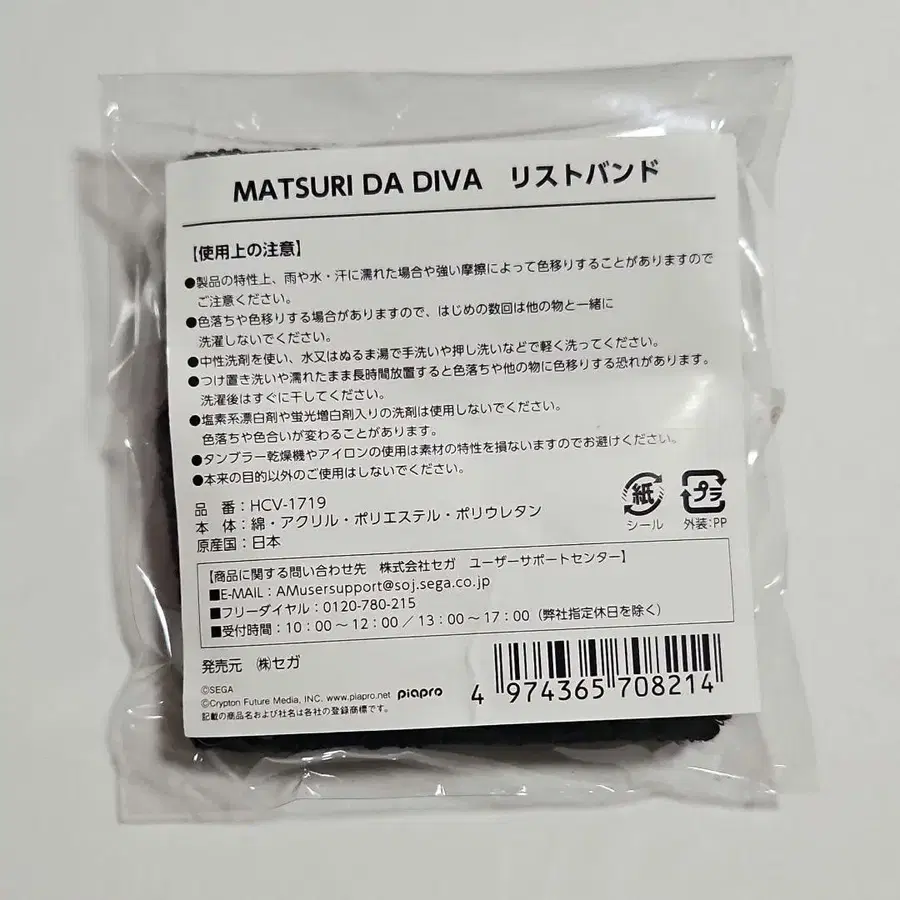 MATSURI DA DIVA リストバンド
【使用上の注意】
●製品の特性上、雨や水・汗に濡れた場合や強い摩擦によって色移りすることがありますので
ご注意ください。
●色落ちや色移りする場合がありますので、はじめの数回は他の物と一緒に
洗濯しないでください。
●中性洗剤を使い、水又はぬるま湯で手洗いや押し洗いなどで軽く洗ってください。
●つけ置き洗いや濡れたまま長時間放置すると色落ちや他の物に色移りする恐れがあります。
洗濯後はすぐに干してください。
●塩素系漂白剤や蛍光増白剤入りの洗剤は使用しないでください。
色落ちや色合いが変わることがあります。
●タンブラー乾燥機やアイロンの使用は素材の特性を損ないますのでお避けください。
●本来の目的以外のご使用はしないでください。
品 番：HCV-1719
本 体：綿・アクリル・ポリエステル・ポリウレタン
原産国：日本
紙
シール
プラ
外装：PP
【商品に関する問い合わせ先 株式会社セガ ユーザーサポートセンター】
■E-MAIL：AMusersupport@soj.sega.co.jp
■フリーダイヤル：0120-780-215
■受付時間：10：00～12：00／13：00～17：00（弊社指定休日を除く）
発売元 ㈱セガ
©SEGA
©Crypton Future Media, INC. www.piapro.net piapro
記載の商品名および社名は各社の登録商標です。
4 974365 708214